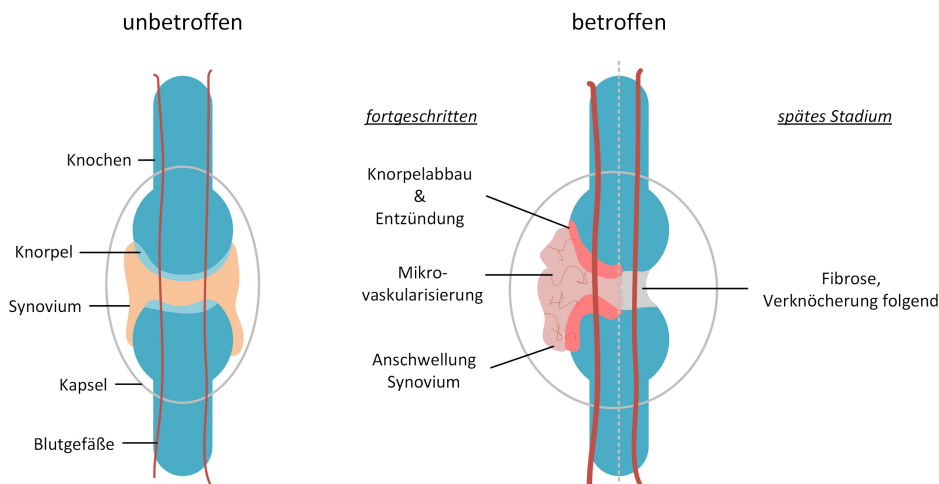 unbetroffen
Knochen
Knorpel
Synovium
Kapsel
Blutgefäße
betroffen
fortgeschritten
Knorpelabbau
&
Entzündung
Mikro-
vaskularisierung
Anschwellung
Synovium
spätes Stadium
Fibrose,
Verknöcherung folgend